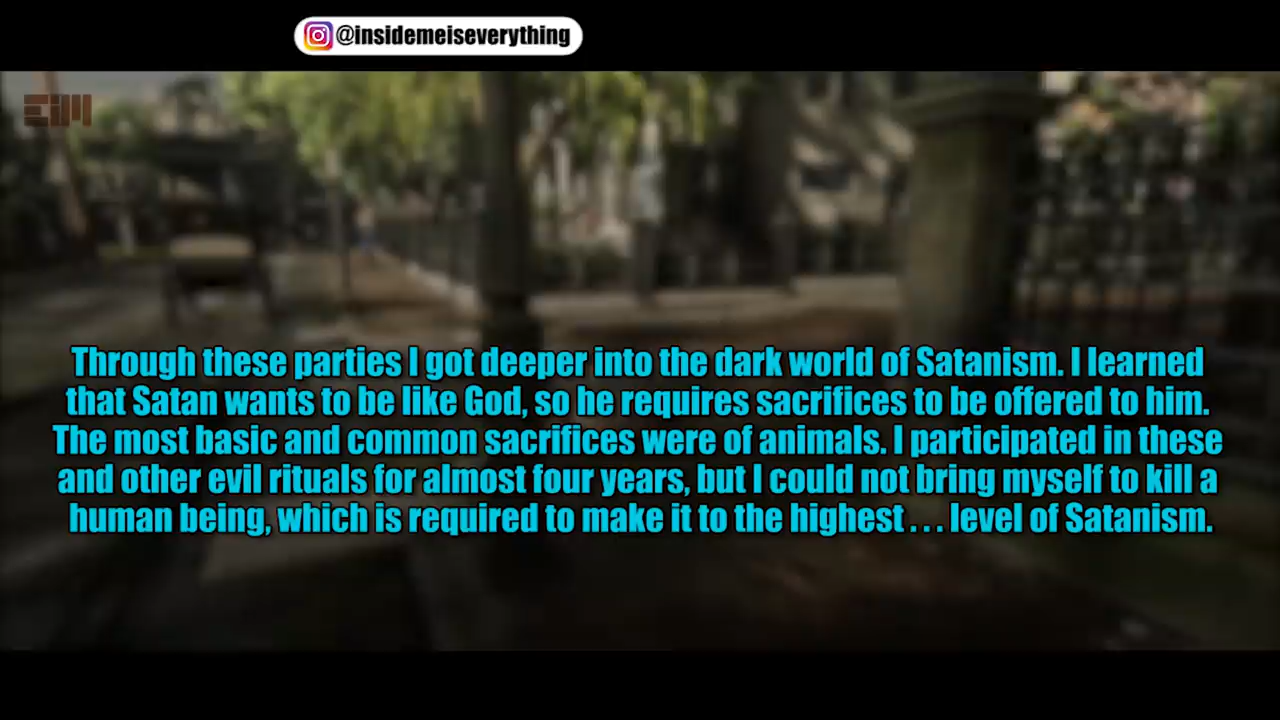 @insidemeiseverything
EIM
Through these parties I got deeper into the dark world of Satanism. I learned
that Satan wants to be like God, so he requires sacrifices to be offered to him.
The most basic and common sacrifices were of animals. I participated in these
and other evil rituals for almost four years, but I could not bring myself to kill a
human being, which is required to make it to the highest . . . level of Satanism.